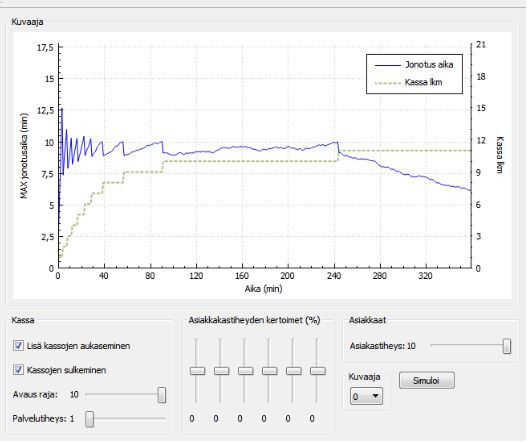 Kuvaaja
17,5
15
12,5
10
7,5
5
2,5
0
MAX pnotusaika (min)
21
18
15
12
9
6
3
0
Kassa lkm
Jonotus aika
Kassa lkm
0 40 80 120 160 200 240 280 320
Aika (min)
Kassa
Lisä kassojen aukaseminen
Kassojen sulkeminen
Avaus raja: 10
Palvelutiheys: 1
Asiakkakastiheyden kertoimet (%)
0 0 0 0 0 0
Asiakkaat
Asiakastiheys: 10
Kuvaaja
0
Simuloi